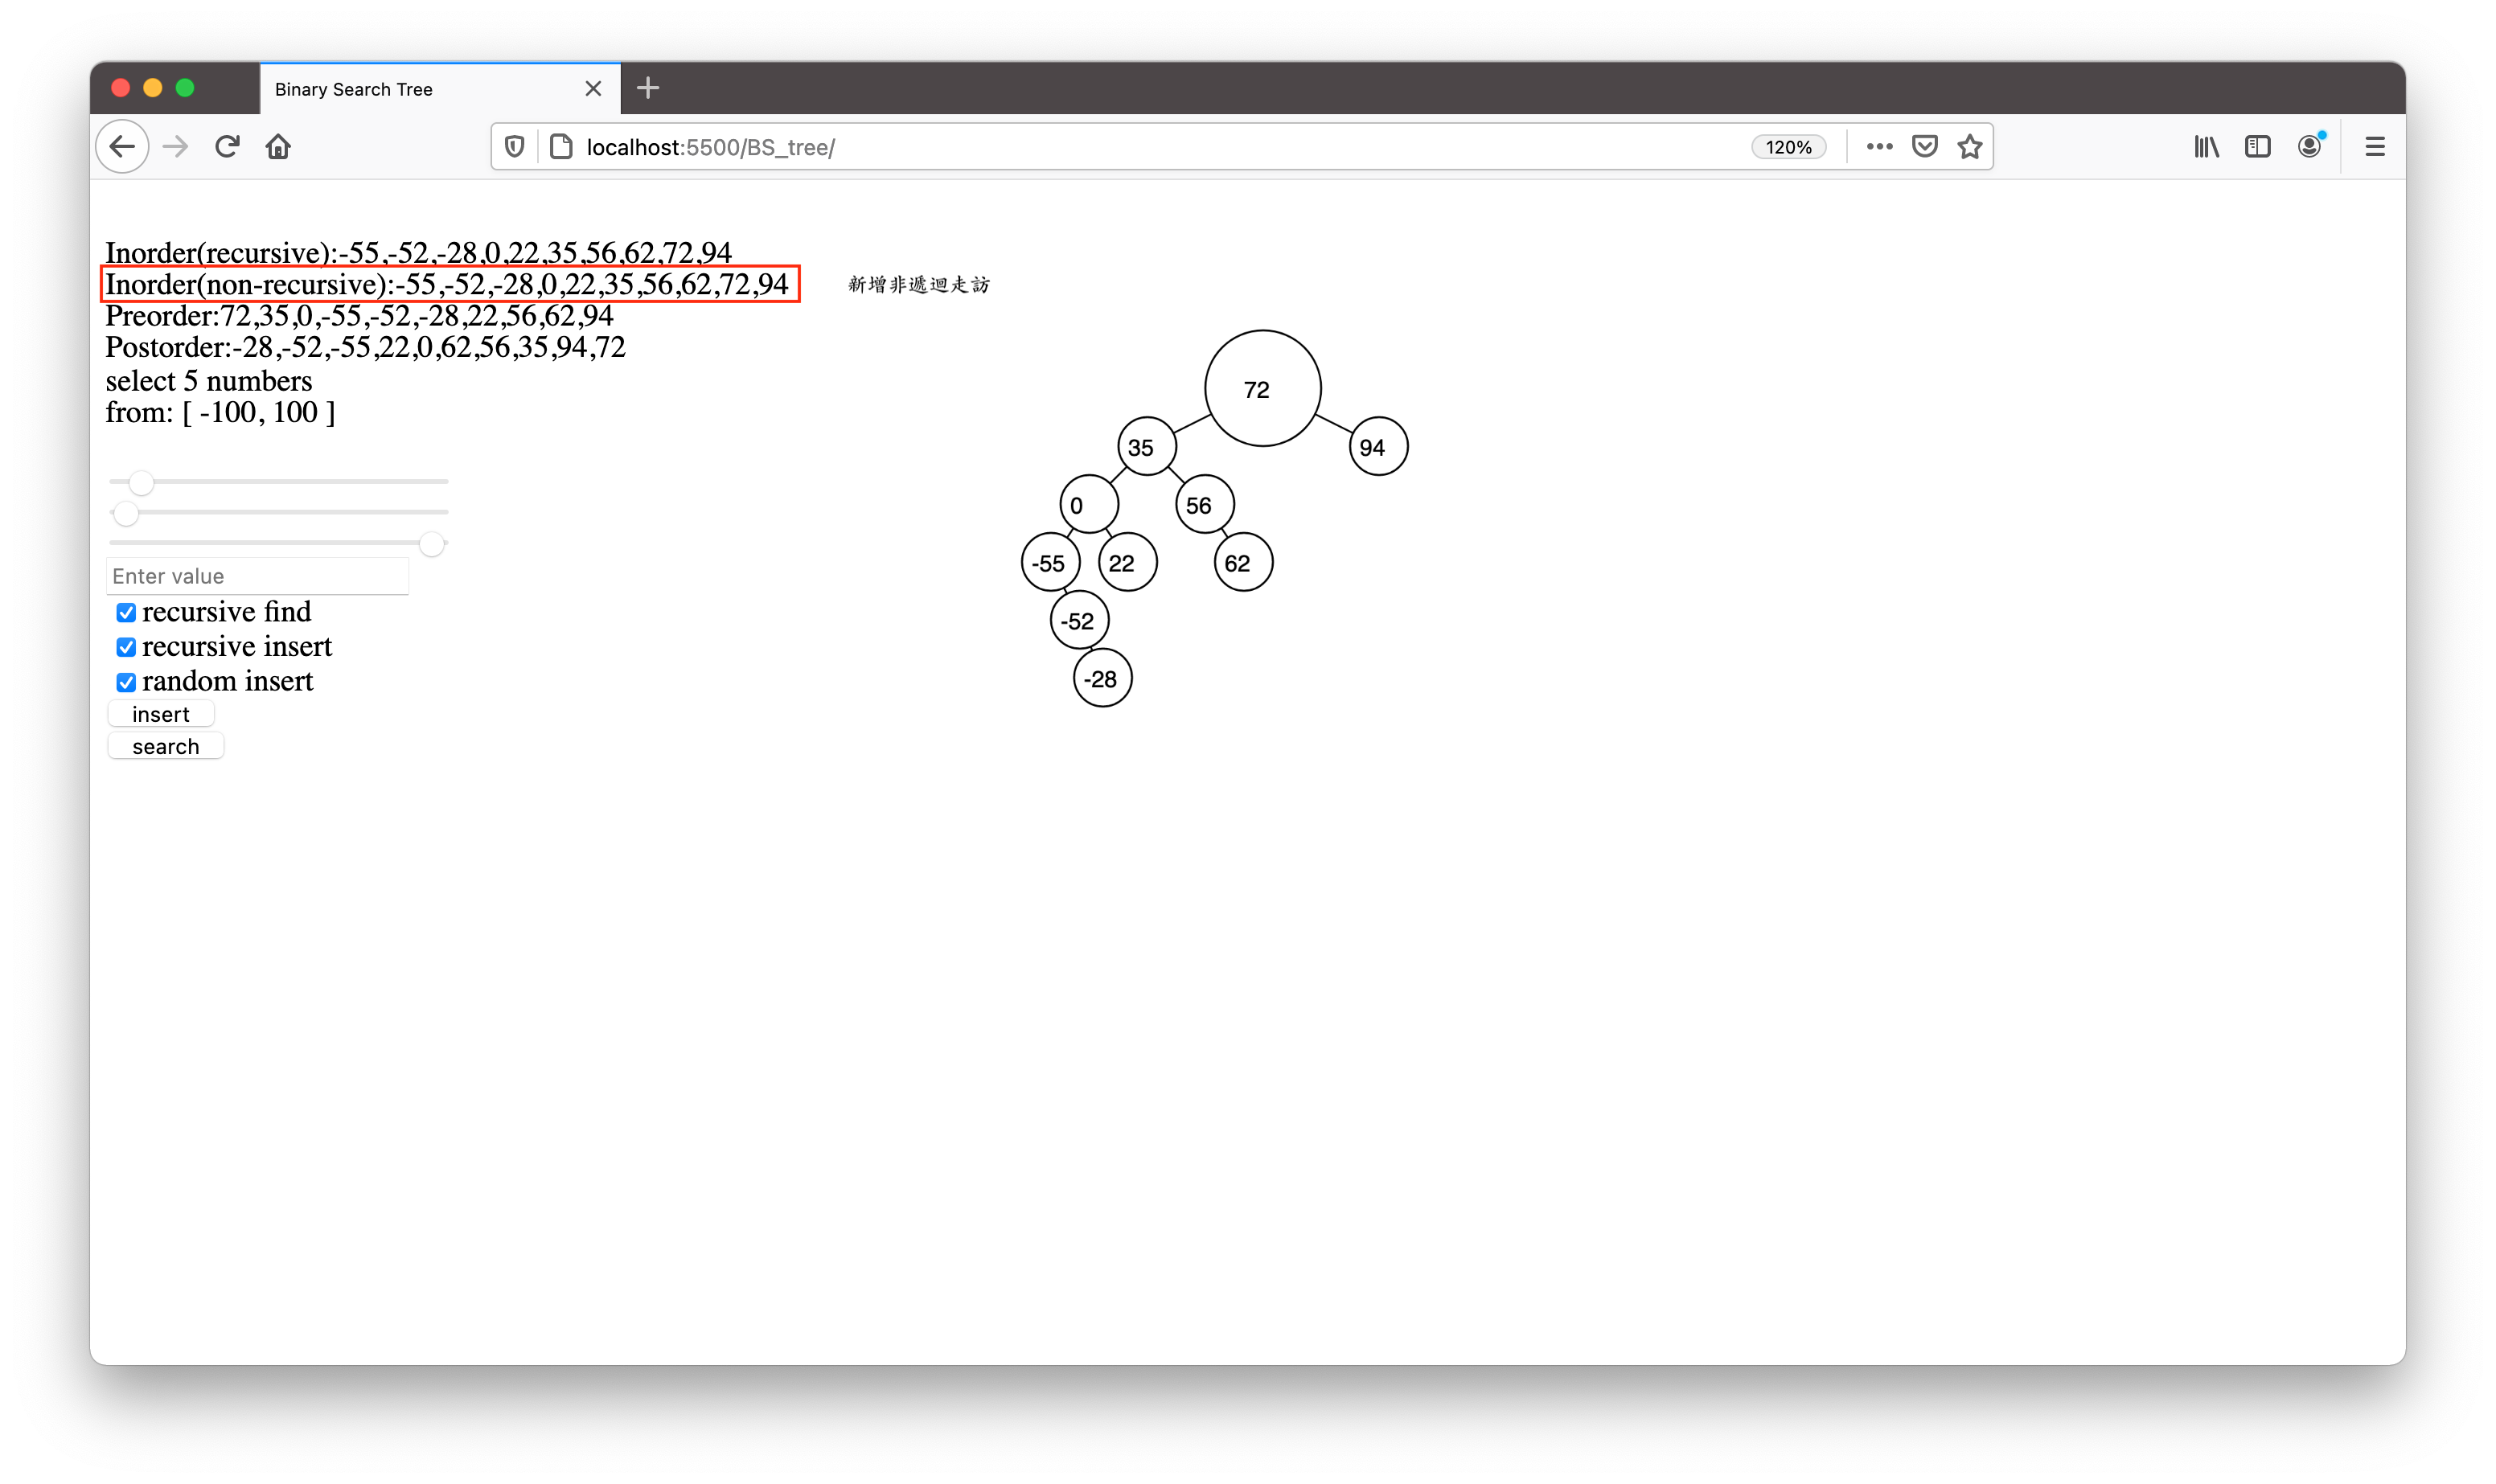 Binary Search Tree
localhost:5500/BS_tree/
120%
Inorder(recursive):-55,-52,-28,0,22,35,56,62,72,94
Inorder(non-recursive):-55,-52,-28,0,22,35,56,62,72,94
新增非遞迴走訪
Preorder:72,35,0,-55,-52,-28,22,56,62,94
Postorder:-28,-52,-55,22,0,62,56,35,94,72
select 5 numbers
from: [ -100, 100 ]
Enter value
recursive find
recursive insert
random insert
insert
search
72
35
94
0
56
-55
22
62
-52
-28